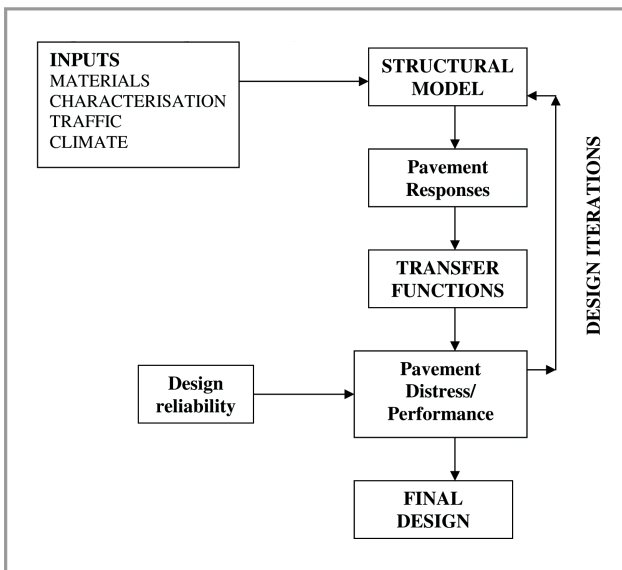 INPUTS
MATERIALS
CHARACTERISATION
TRAFFIC
CLIMATE
STRUCTURAL
MODEL
Pavement
Responses
TRANSFER
FUNCTIONS
DESIGN ITERATIONS
Design
reliability
Pavement
Distress/
Performance
FINAL
DESIGN